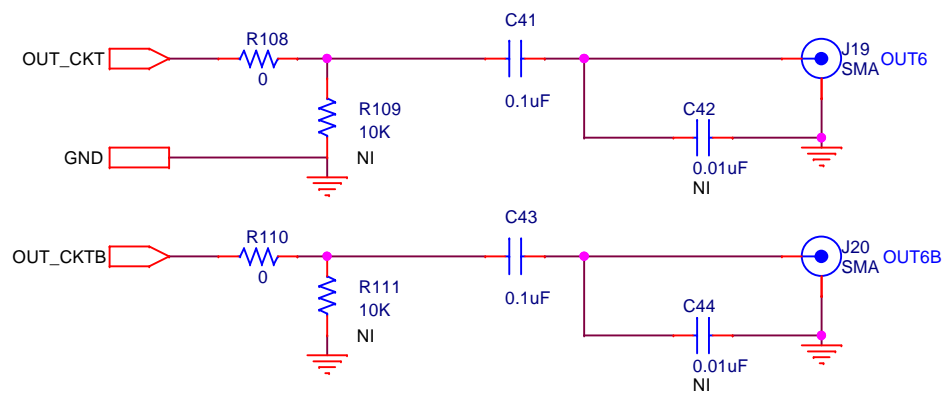 R108
OUT_CKT
0
C41
0.1uF
J19
SMA
OUT6
R109
10K
NI
C42
0.01uF
NI
GND
R110
OUT_CKTB
0
C43
0.1uF
J20
SMA
OUT6B
R111
10K
NI
C44
0.01uF
NI